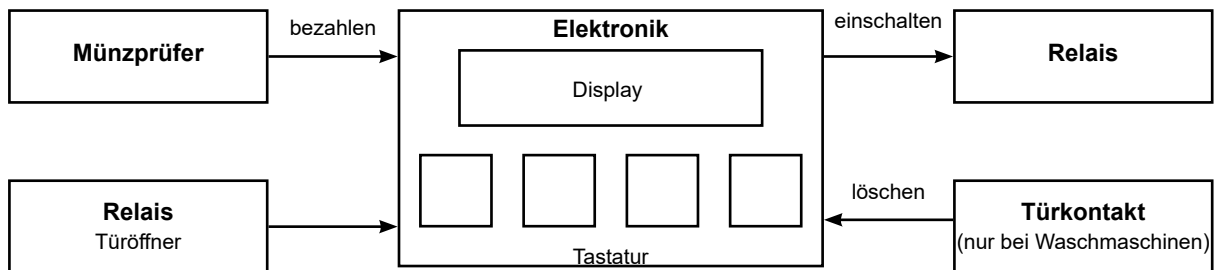 Münzprüfer
bezahlen
Elektronik
Display
Tastatur
einschalten
Relais
Relais
Türöffner
löschen
Türkontakt
(nur bei Waschmaschinen)